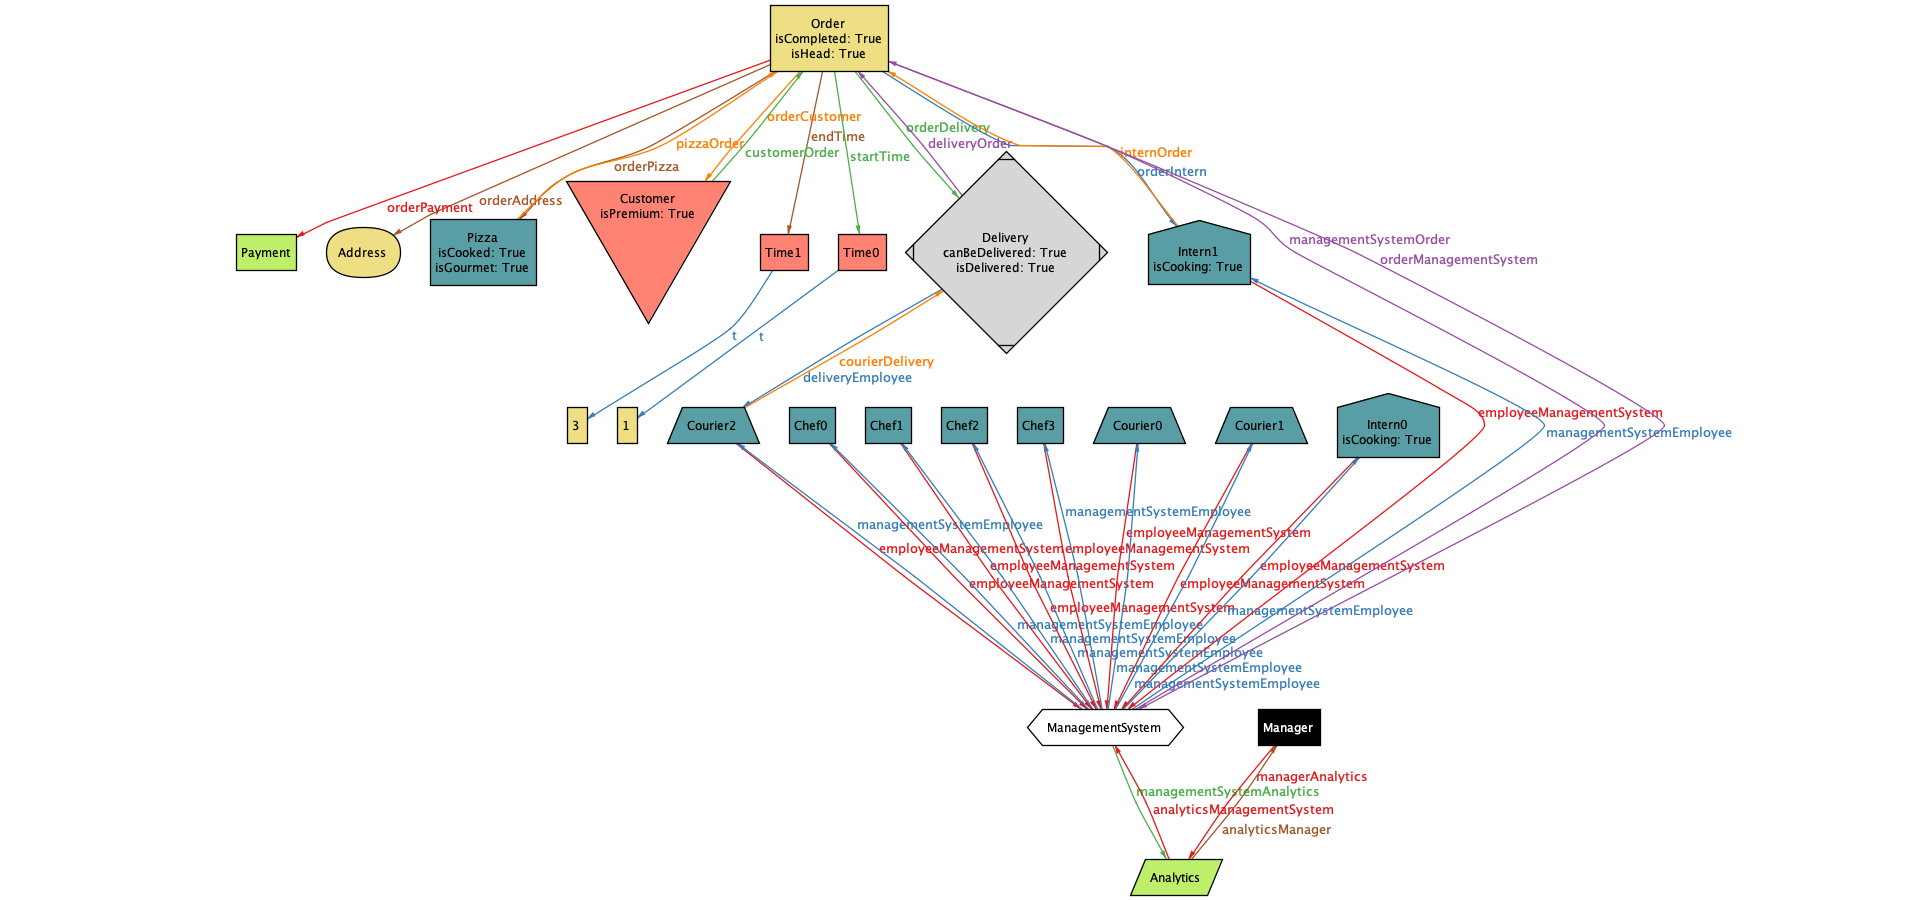 Order
isCompleted: True
isHead: True
orderCustomer
orderDelivery
endTime
pizzaOrder
deliveryOrder
customerOrder
internOrder
startTime
orderPizza
orderIntern
orderAddress
orderPayment
Customer
isPremium: True
Payment
Address
Pizza
isCooked: True
isGourmet: True
Time1
Time0
Delivery
canBeDelivered: True
isDelivered: True
Intern1
isCooking: True
managementSystemOrder
orderManagementSystem
t
t
courierDelivery
deliveryEmployee
3
1
Courier2
Chef0
Chef1
Chef2
Chef3
Courier0
Courier1
Intern0
isCooking: True
employeeManagementSystem
managementSystemEmployee
managementSystemEmployee
managementSystemEmployee
employeeManagementSystem
employeeManagementSystem
employeeManagementSystem
employeeManagementSystem
employeeManagementSystem
employeeManagementSystem
employeeManagementSystem
employeeManagementSystem
managementSystemEmployee
managementSystemEmployee
managementSystemEmployee
managementSystemEmployee
managementSystemEmployee
managementSystemEmployee
ManagementSystem
Manager
managerAnalytics
managementSystemAnalytics
analyticsManagementSystem
analyticsManager
Analytics